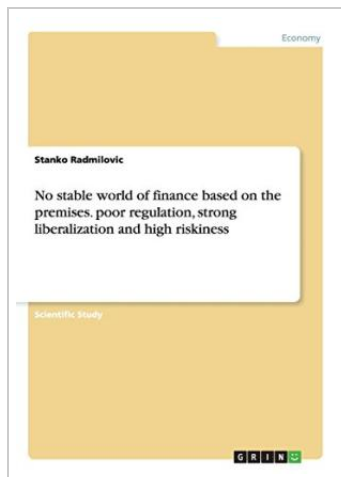 Economy
Stanko Radmilovic
No stable world of finance based on the
premises. poor regulation, strong
liberalization and high riskiness
Scientific Study
GRIN